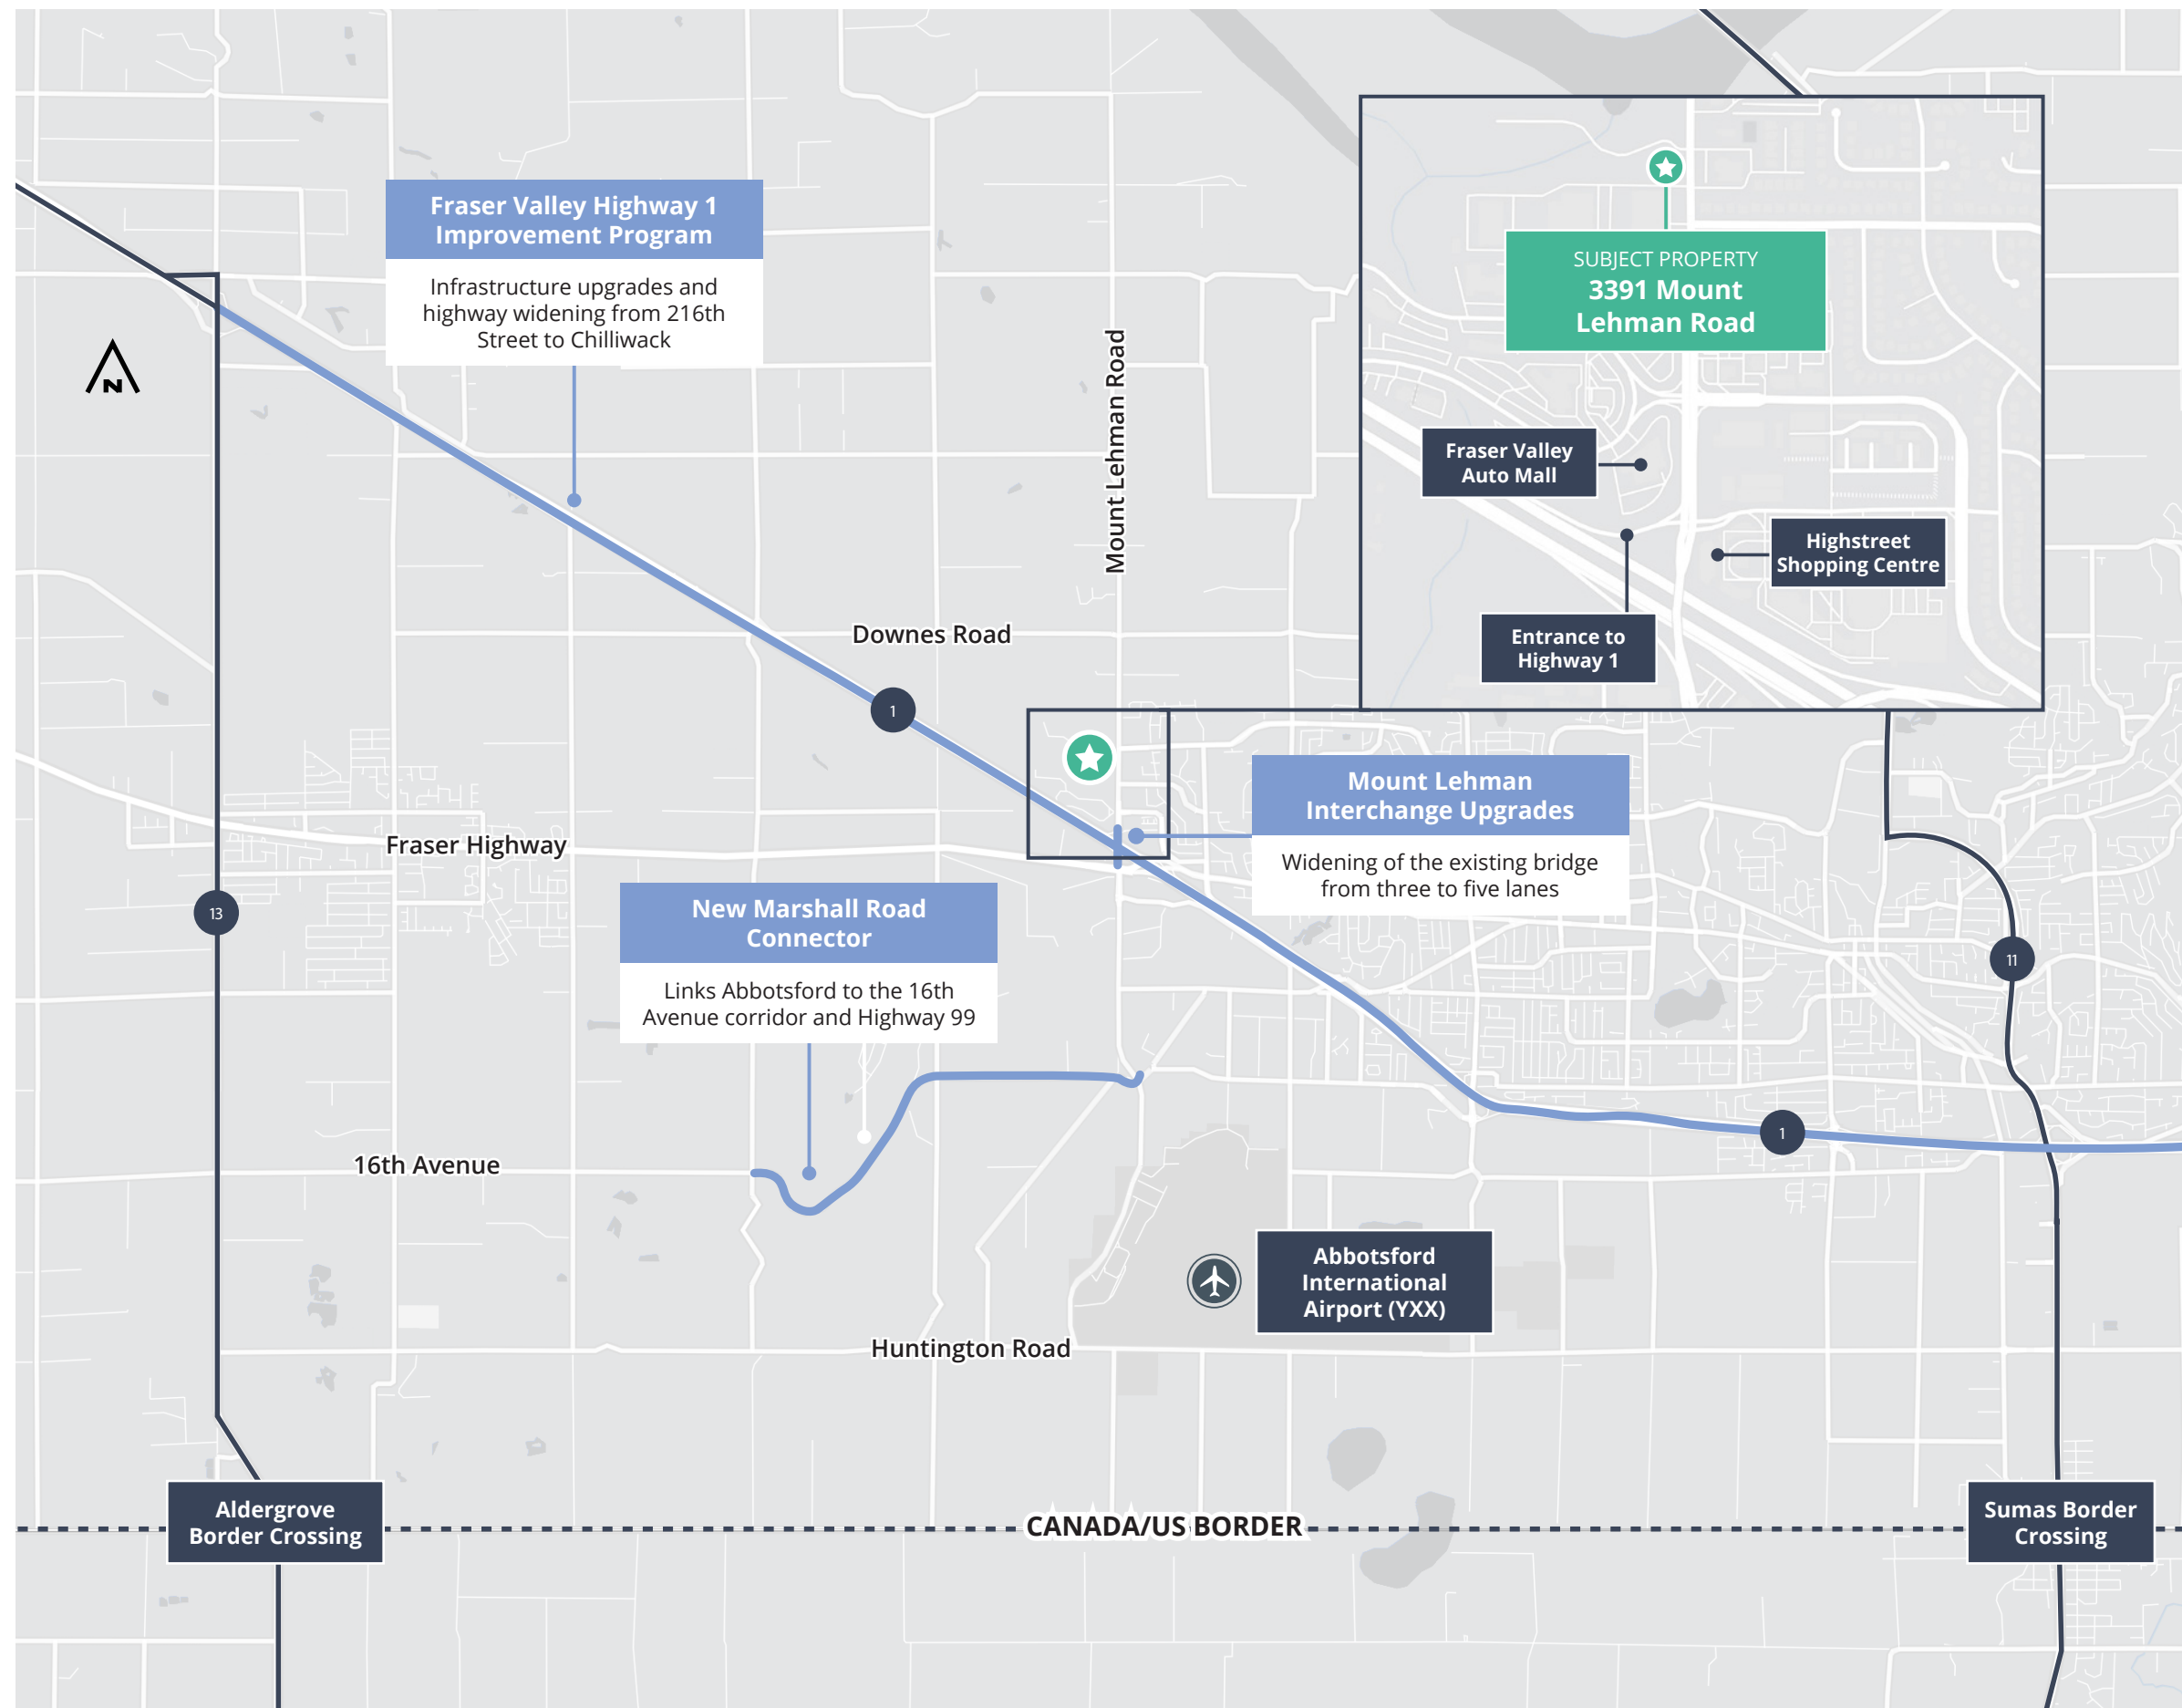 Fraser Valley Highway 1
Improvement Program
Infrastructure upgrades and
highway widening from 216th
Street to Chilliwack
N
Mount Lehman Road
SUBJECT PROPERTY
3391 Mount
Lehman Road
Fraser Valley
Auto Mall
Highstreet
Shopping Centre
Entrance to
Highway 1
Downes Road
1
Mount Lehman
Interchange Upgrades
Widening of the existing bridge
from three to five lanes
Fraser Highway
13
New Marshall Road
Connector
Links Abbotsford to the 16th
Avenue corridor and Highway 99
11
1
16th Avenue
Abbotsford
International
Airport (YXX)
Huntington Road
Aldergrove
Border Crossing
CANADA/US BORDER
Sumas Border
Crossing